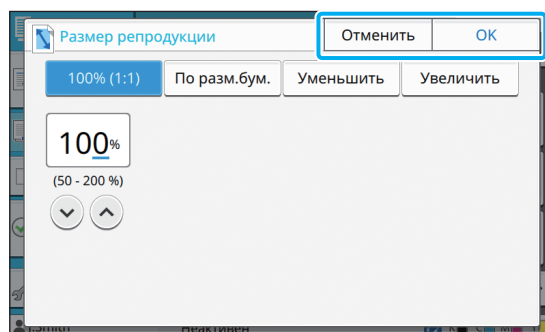 Размер репродукции
Отменить
OK
100% (1:1)
По разм.бум.
Уменьшить
Увеличить
100%
(50 - 200 %)